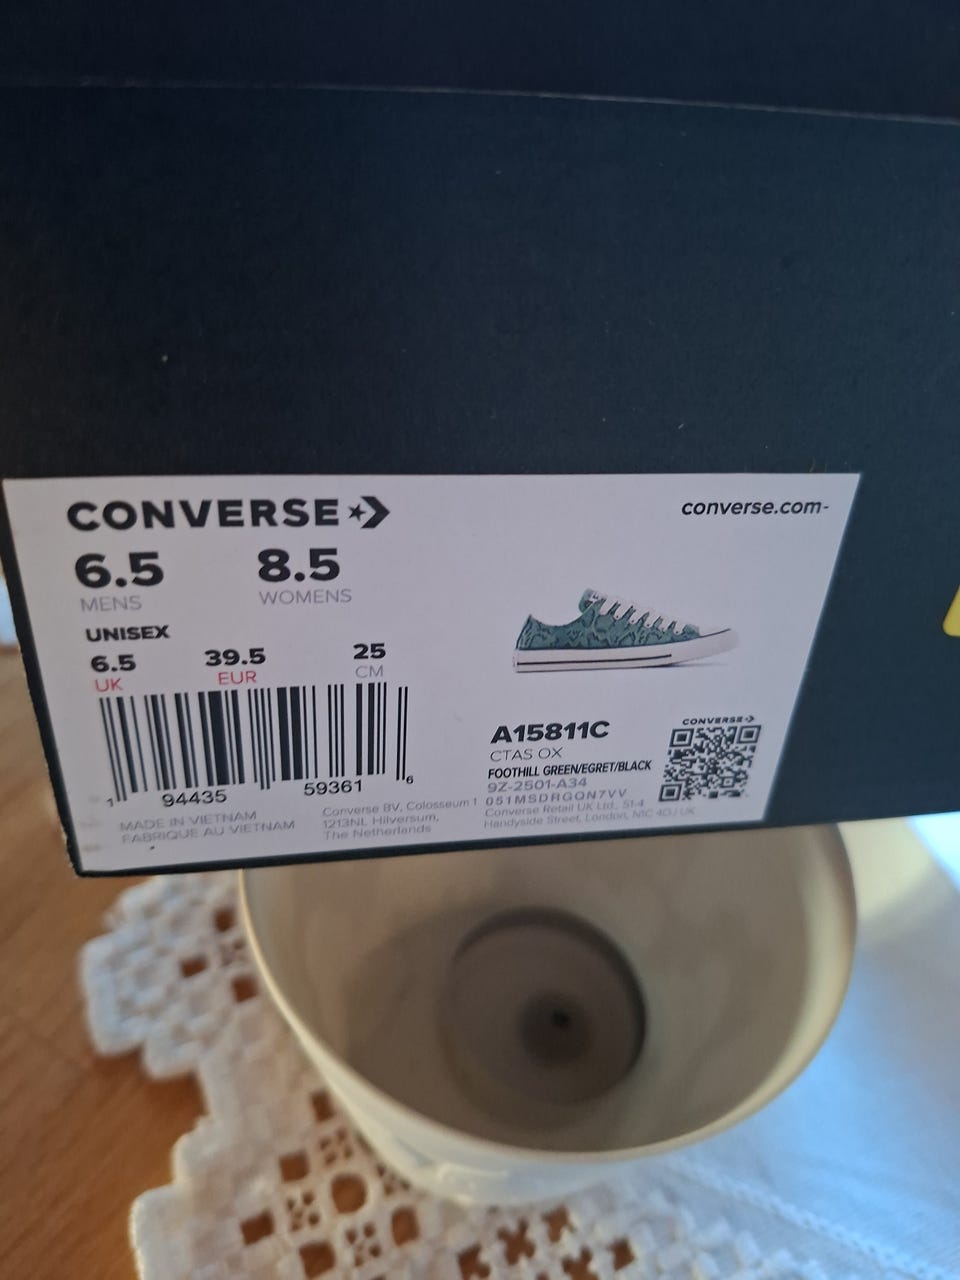 CONVERSE
converse.com-
6.5 8.5
MENS WOMENS
UNISEX
6.5 39.5 25
UK EUR CM
1 94435 59361 6
MADE IN VIETNAM
FABRIQUE AU VIETNAM
Converse BV, Colosseum 1
1213NL Hilversum,
The Netherlands
A15811C
CTAS OX
FOOTHILL GREEN/EGRET/BLACK
9Z-2501-A34
051MSDRGQN7VV
Converse Retail UK Ltd., S1-4
Handyside Street, London, N1C 4DJ UK
CONVERSE